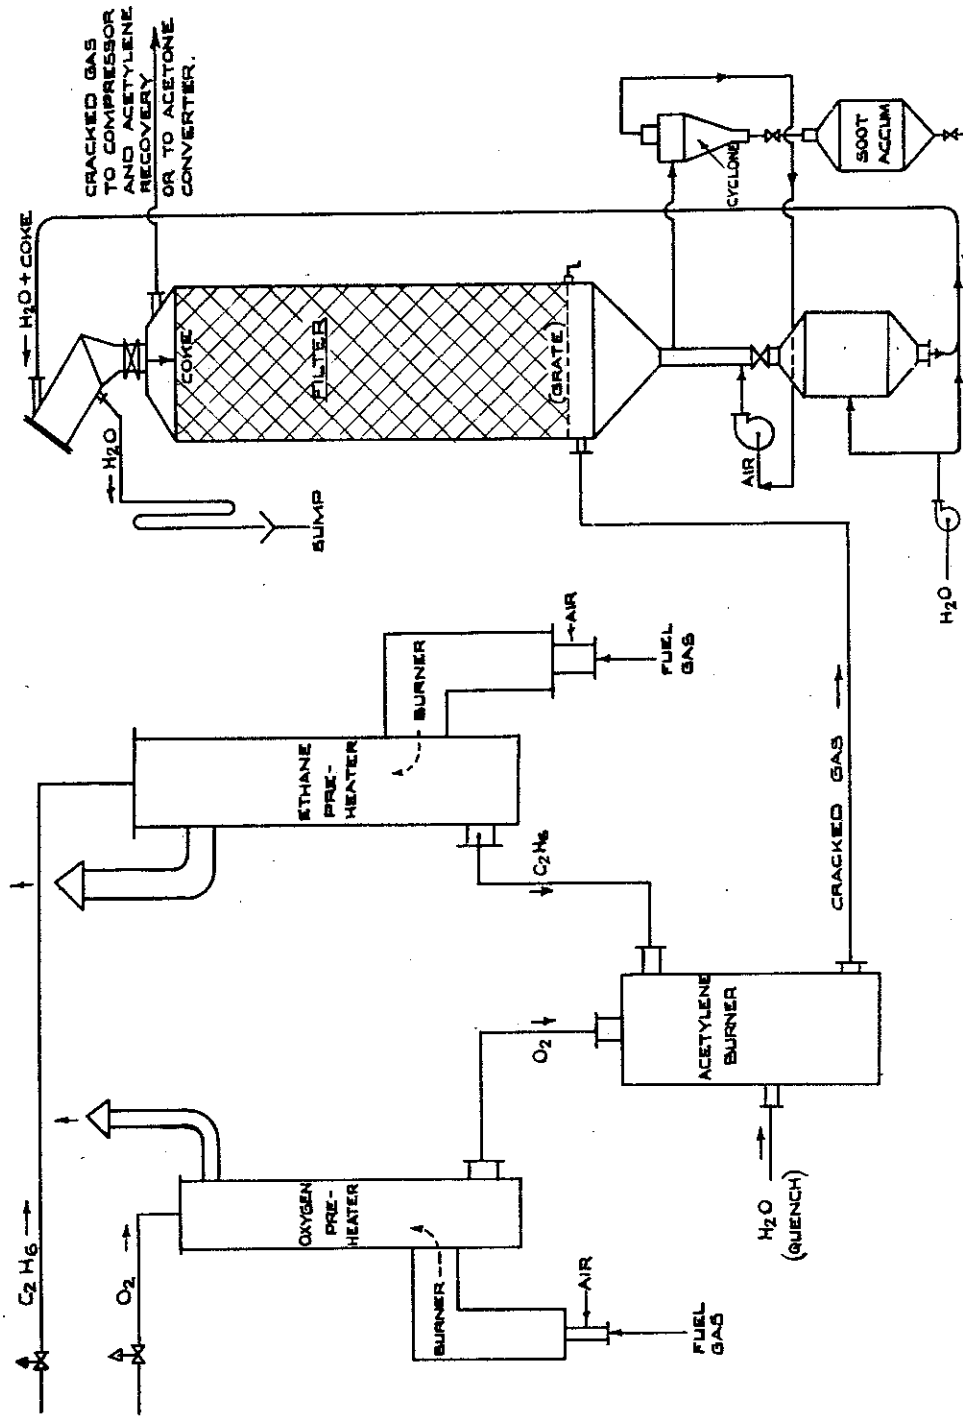 CRACKED GAS
TO COMPRESSOR
AND ACETYLENE
RECOVERY
OR TO ACETONE
CONVERTER.
H2O + COKE
H2O
SUMP
COKE
FILTER
(GRATE)
CYCLONE
SOOT
ACCUM
AIR
H2O
C2H6
O2
ETHANE
PRE-
HEATER
BURNER
AIR
FUEL
GAS
C2H6
OXYGEN
PRE-
HEATER
BURNER
AIR
FUEL
GAS
O2
ACETYLENE
BURNER
H2O
(QUENCH)
CRACKED GAS